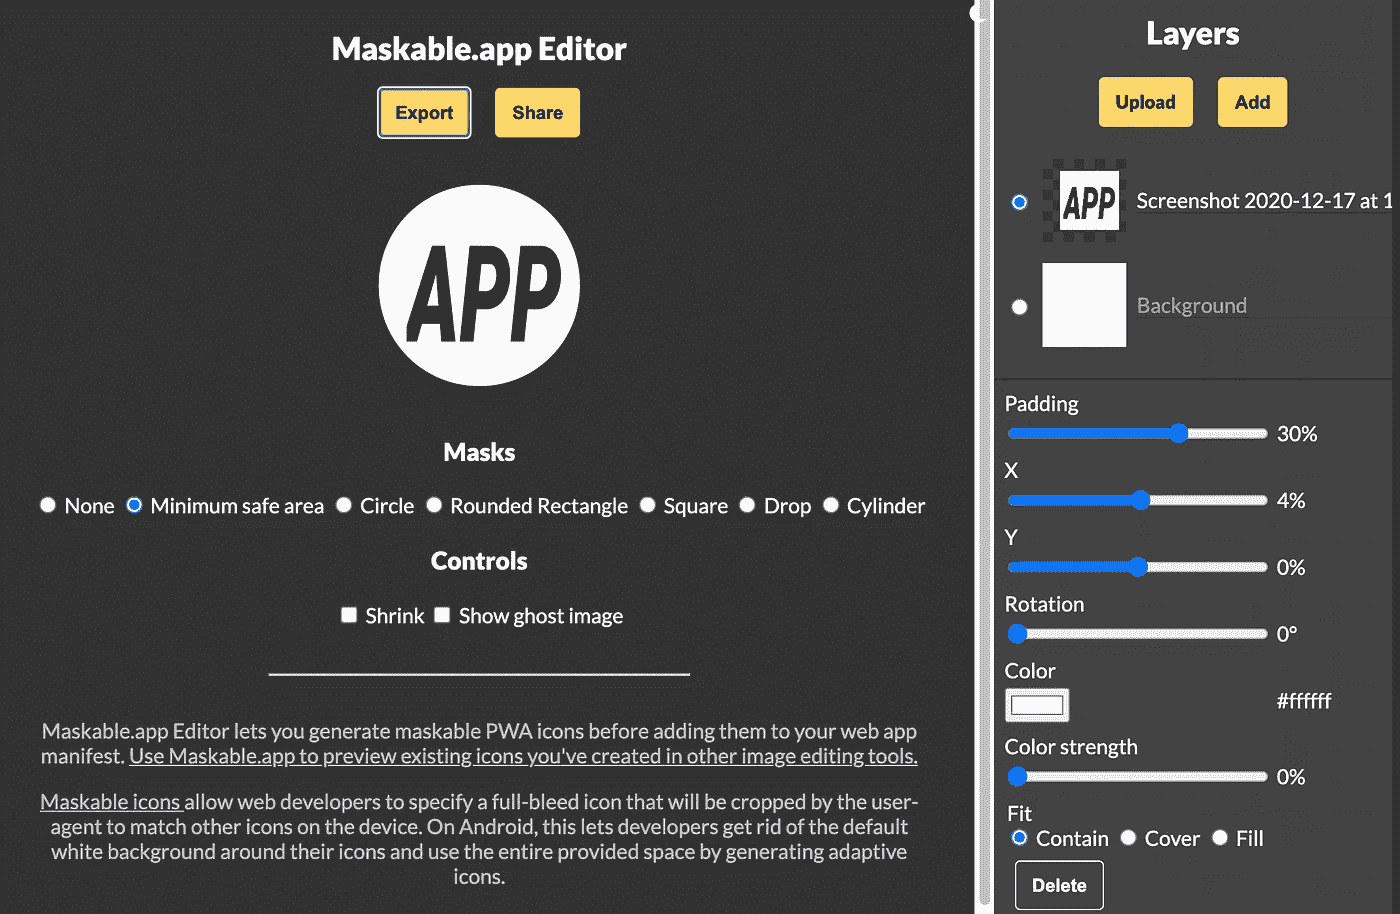 Maskable.app Editor
Export Share
APP
Masks
None Minimum safe area Circle Rounded Rectangle Square Drop Cylinder
Controls
Shrink Show ghost image
Maskable.app Editor lets you generate maskable PWA icons before adding them to your web app
manifest. Use Maskable.app to preview existing icons you've created in other image editing tools.
Maskable icons allow web developers to specify a full-bleed icon that will be cropped by the user-
agent to match other icons on the device. On Android, this lets developers get rid of the default
white background around their icons and use the entire provided space by generating adaptive
icons.
Layers
Upload Add
APP Screenshot 2020-12-17 at 1
Background
Padding
30%
X
4%
Y
0%
Rotation
0°
Color
#ffffff
Color strength
0%
Fit
Contain Cover Fill
Delete